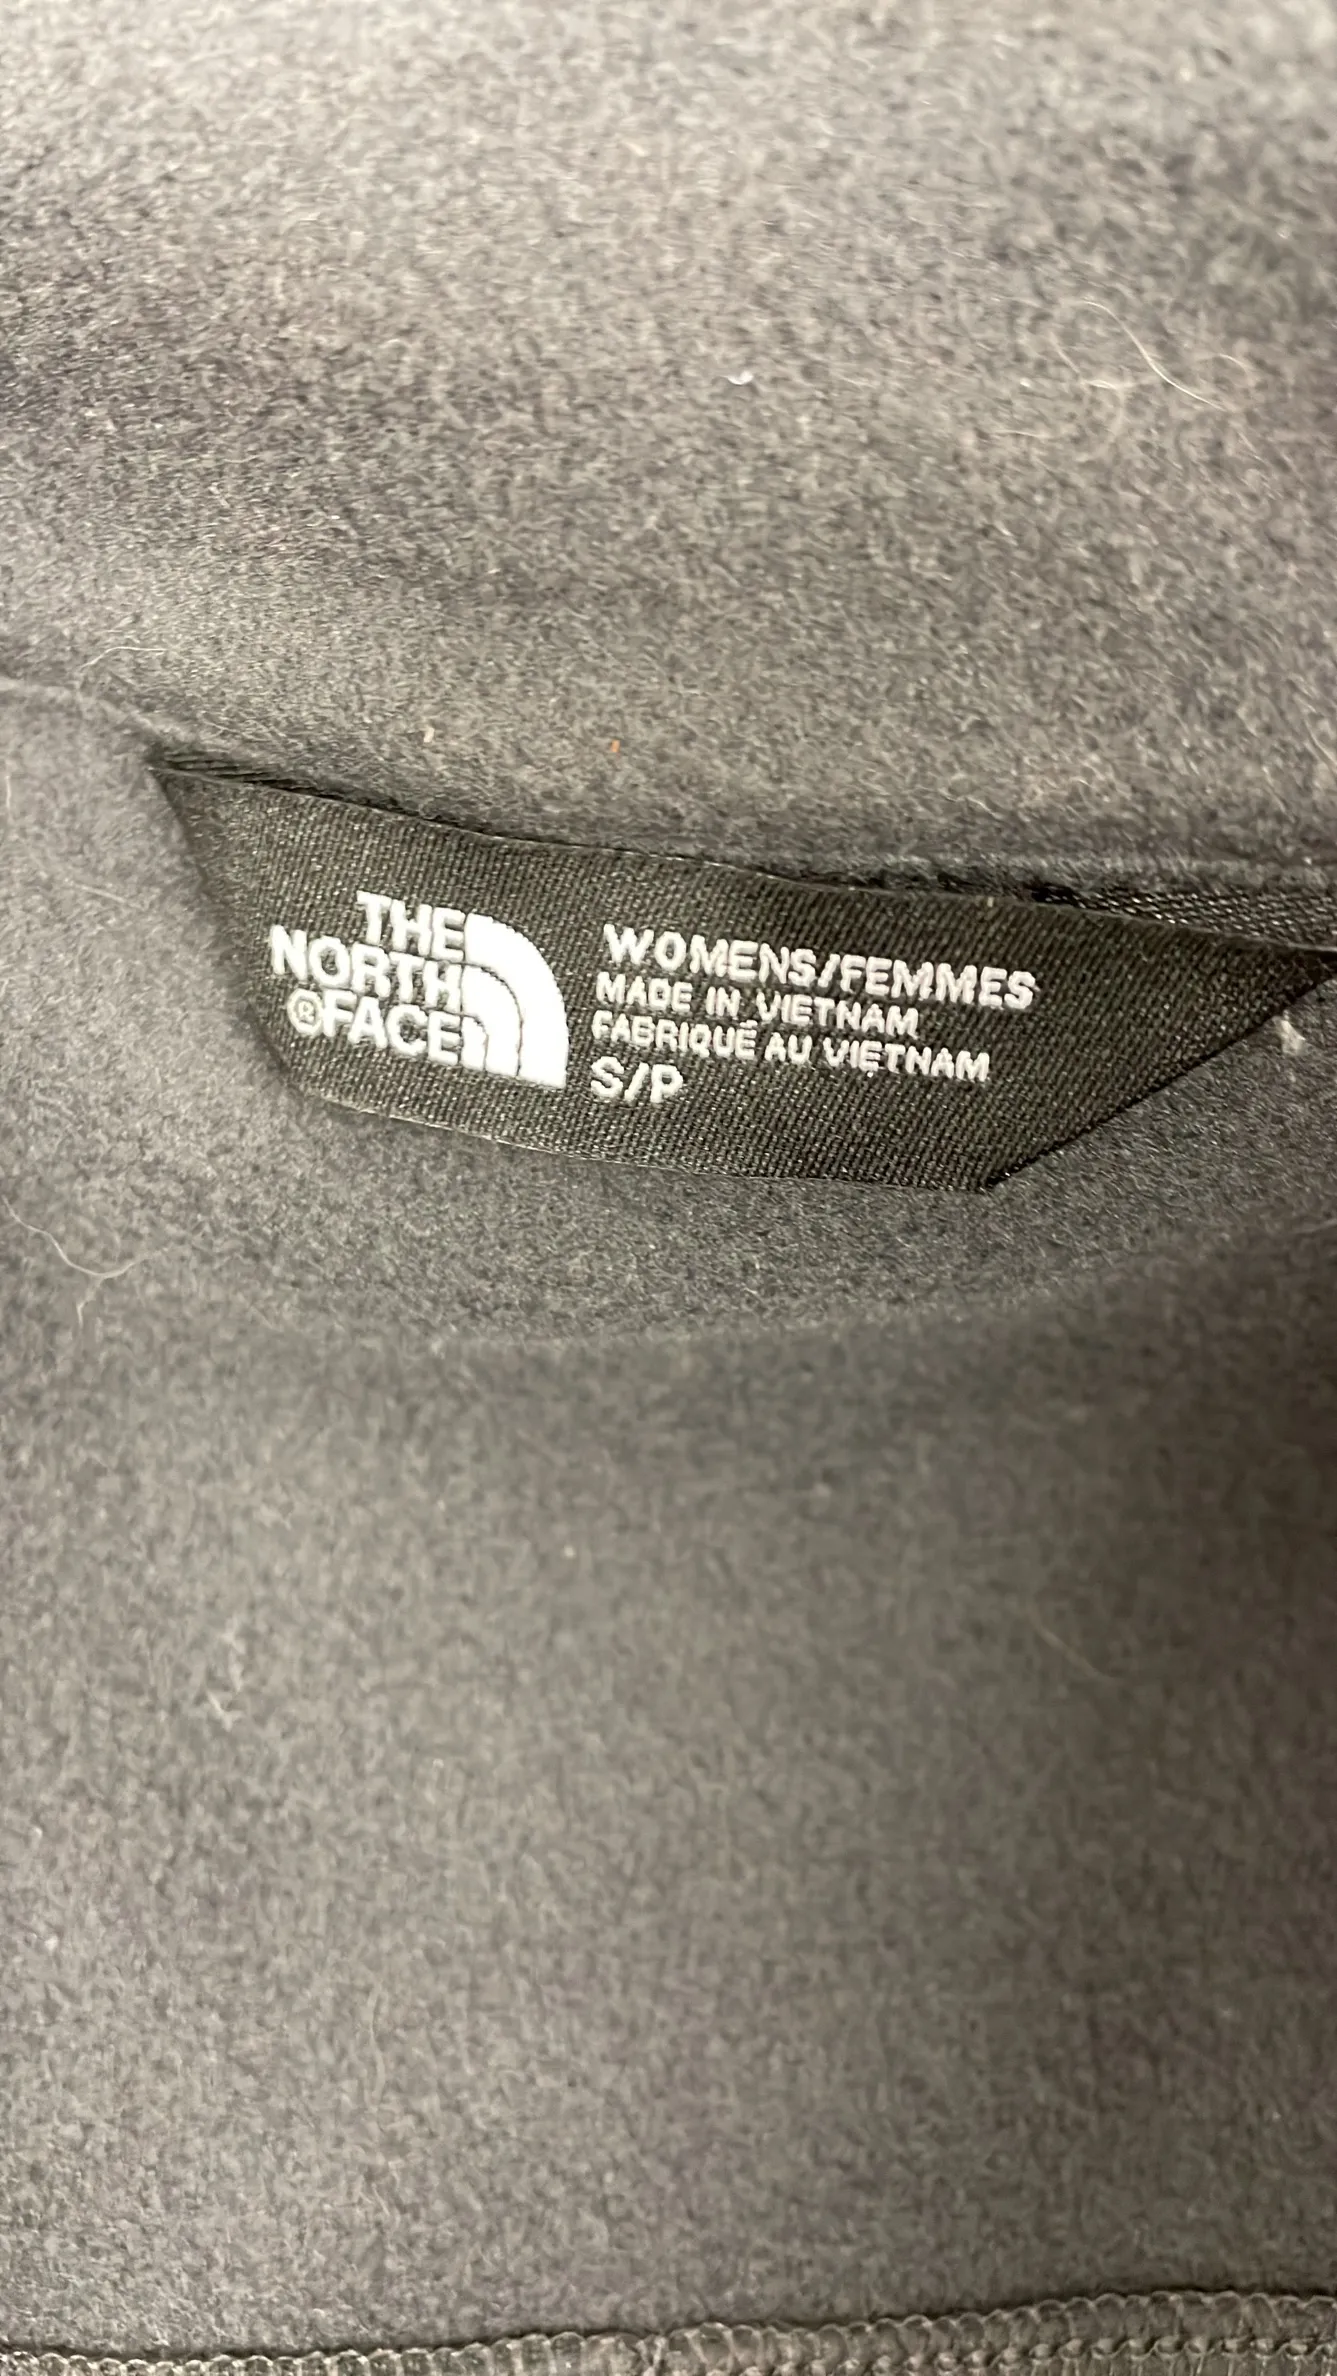 THE
NORTH
®FACE
WOMENS/FEMMES
MADE IN VIETNAM
FABRIQUÉ AU VIETNAM
S/P